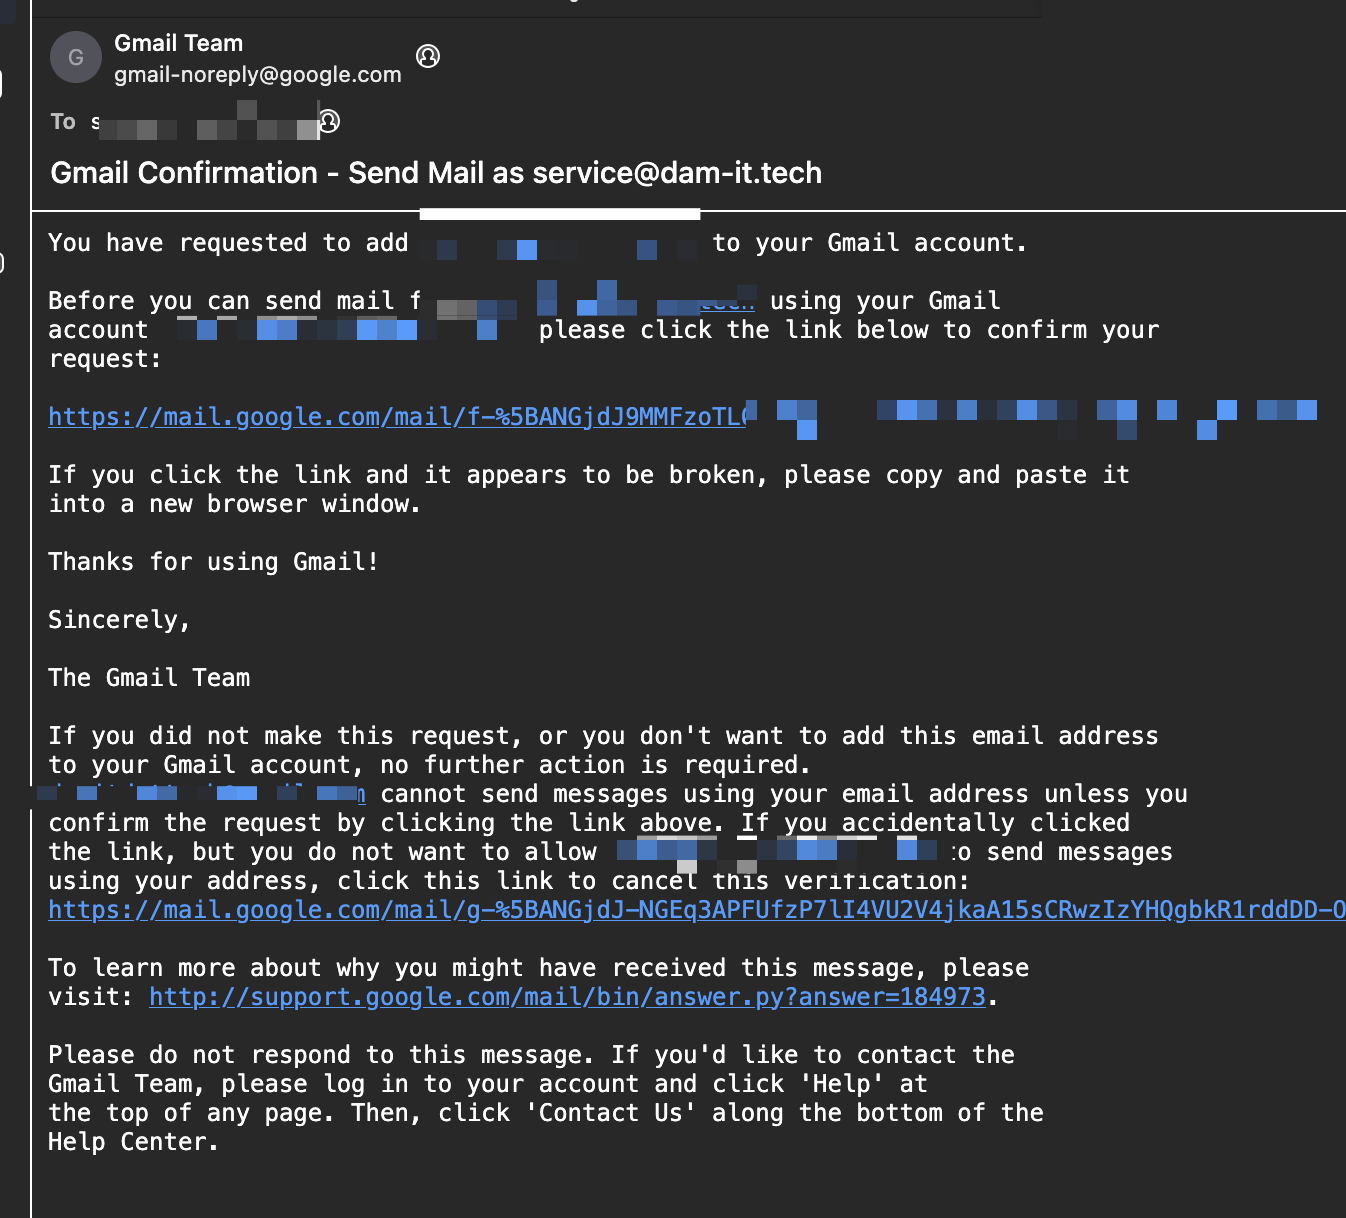 G
Gmail Team
gmail-noreply@google.com
To s
Gmail Confirmation - Send Mail as service@dam-it.tech
You have requested to add to your Gmail account.
Before you can send mail f using your Gmail
account please click the link below to confirm your
request:
https://mail.google.com/mail/f-%5BANGjdJ9MMFzoTL
If you click the link and it appears to be broken, please copy and paste it
into a new browser window.
Thanks for using Gmail!
Sincerely,
The Gmail Team
If you did not make this request, or you don't want to add this email address
to your Gmail account, no further action is required.
cannot send messages using your email address unless you
confirm the request by clicking the link above. If you accidentally clicked
the link, but you do not want to allow to send messages
using your address, click this link to cancel this verification:
https://mail.google.com/mail/g-%5BANGjdJ-NGEq3APFUfzP7lI4VU2V4jkaA15sCRwzIzYHQgbkR1rddDD-O
To learn more about why you might have received this message, please
visit: http://support.google.com/mail/bin/answer.py?answer=184973.
Please do not respond to this message. If you'd like to contact the
Gmail Team, please log in to your account and click 'Help' at
the top of any page. Then, click 'Contact Us' along the bottom of the
Help Center.